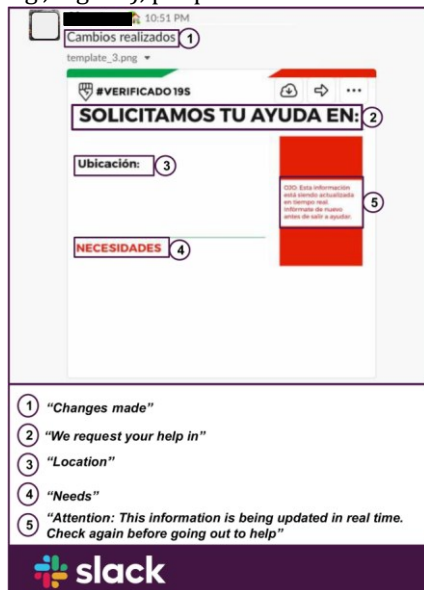 10:51 PM
Cambios realizados 1
template_3.png
#VERIFICADO 19S
SOLICITAMOS TU AYUDA EN: 2
Ubicación: 3
OJO: Esta información
está siendo actualizada
en tiempo real.
Infórmate de nuevo
antes de salir a ayudar.
5
NECESIDADES 4
1 "Changes made"
2 "We request your help in"
3 "Location"
4 "Needs"
5 "Attention: This information is being updated in real time.
Check again before going out to help"
slack